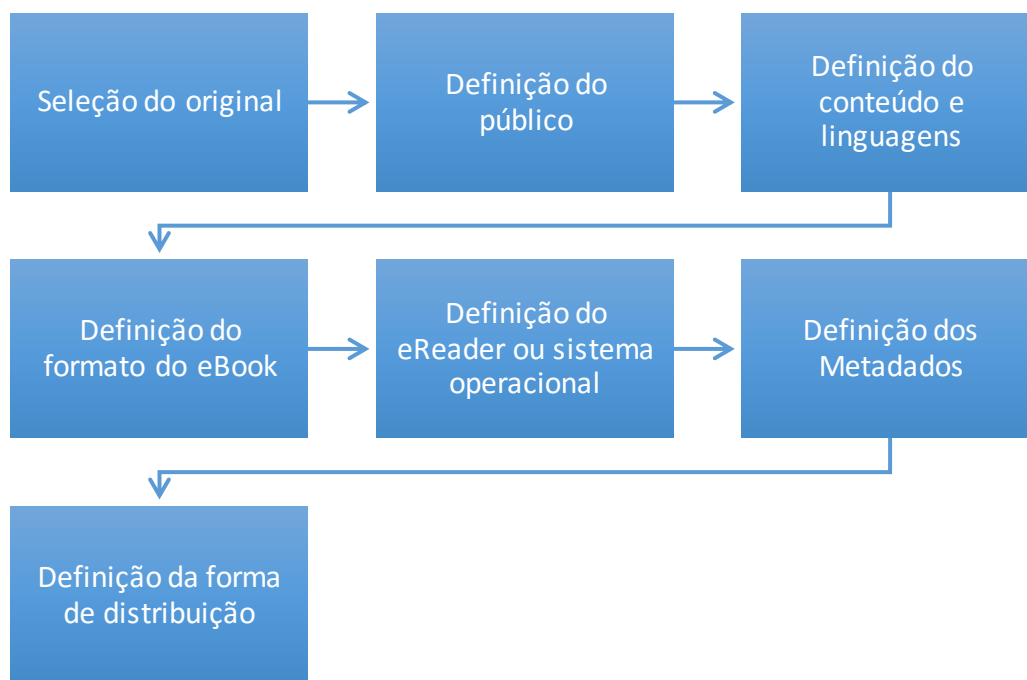 Seleção do original
Definição do
público
Definição do
conteúdo e
linguagens
Definição do
formato do eBook
Definição do
eReader ou sistema
operacional
Definição dos
Metadados
Definição da forma
de distribuição